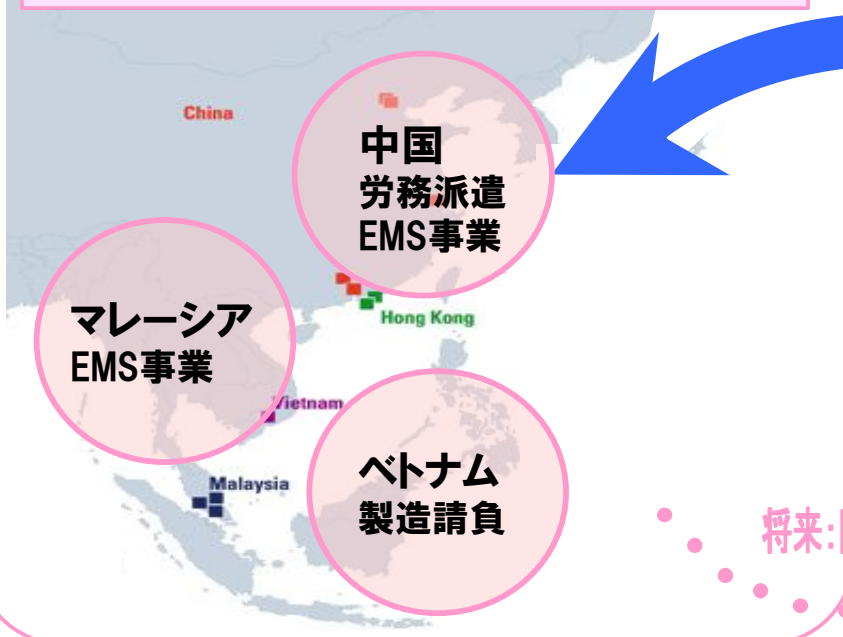 China
中国
労務派遣
EMS事業
Hong Kong
マレーシア
EMS事業
Vietnam
Malaysia
ベトナム
製造請負
将来: